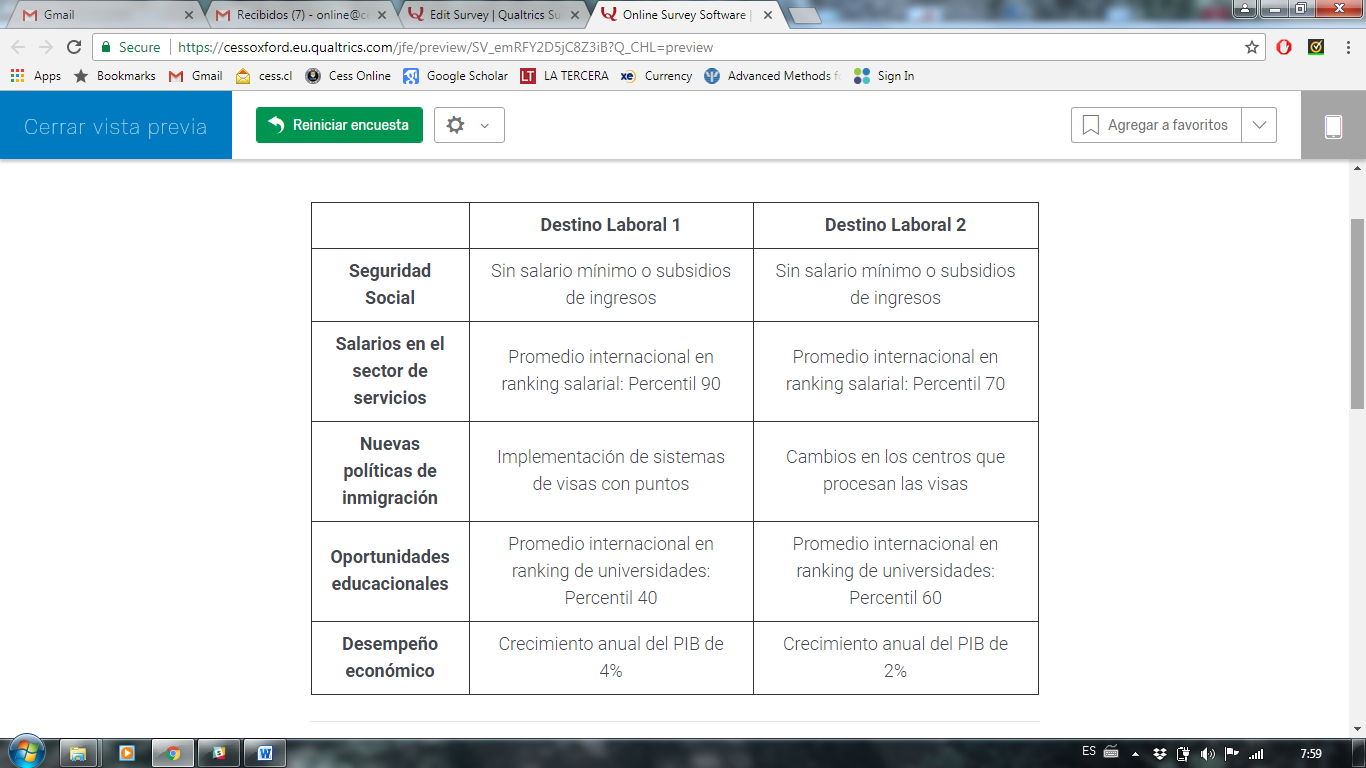 Gmail
Recibidos (7) - online@c
Edit Survey | Qualtrics Su
Online Survey Software |
Secure
https://cessoxford.eu.qualtrics.com/jfe/preview/SV_emRFY2D5jC8Z3iB?Q_CHL=preview
Apps
Bookmarks
Gmail
cess.cl
Cess Online
Google Scholar
LT
LA TERCERA
xe
Currency
Advanced Methods f
Sign In
Cerrar vista previa
Reiniciar encuesta
Agregar a favoritos
Destino Laboral 1
Destino Laboral 2
Seguridad
Social
Sin salario mínimo o subsidios
de ingresos
Sin salario mínimo o subsidios
de ingresos
Salarios en el
sector de
servicios
Promedio internacional en
ranking salarial: Percentil 90
Promedio internacional en
ranking salarial: Percentil 70
Nuevas
políticas de
inmigración
Implementación de sistemas
de visas con puntos
Cambios en los centros que
procesan las visas
Oportunidades
educacionales
Promedio internacional en
ranking de universidades:
Percentil 40
Promedio internacional en
ranking de universidades:
Percentil 60
Desempeño
económico
Crecimiento anual del PIB de
4%
Crecimiento anual del PIB de
2%
ES
7:59